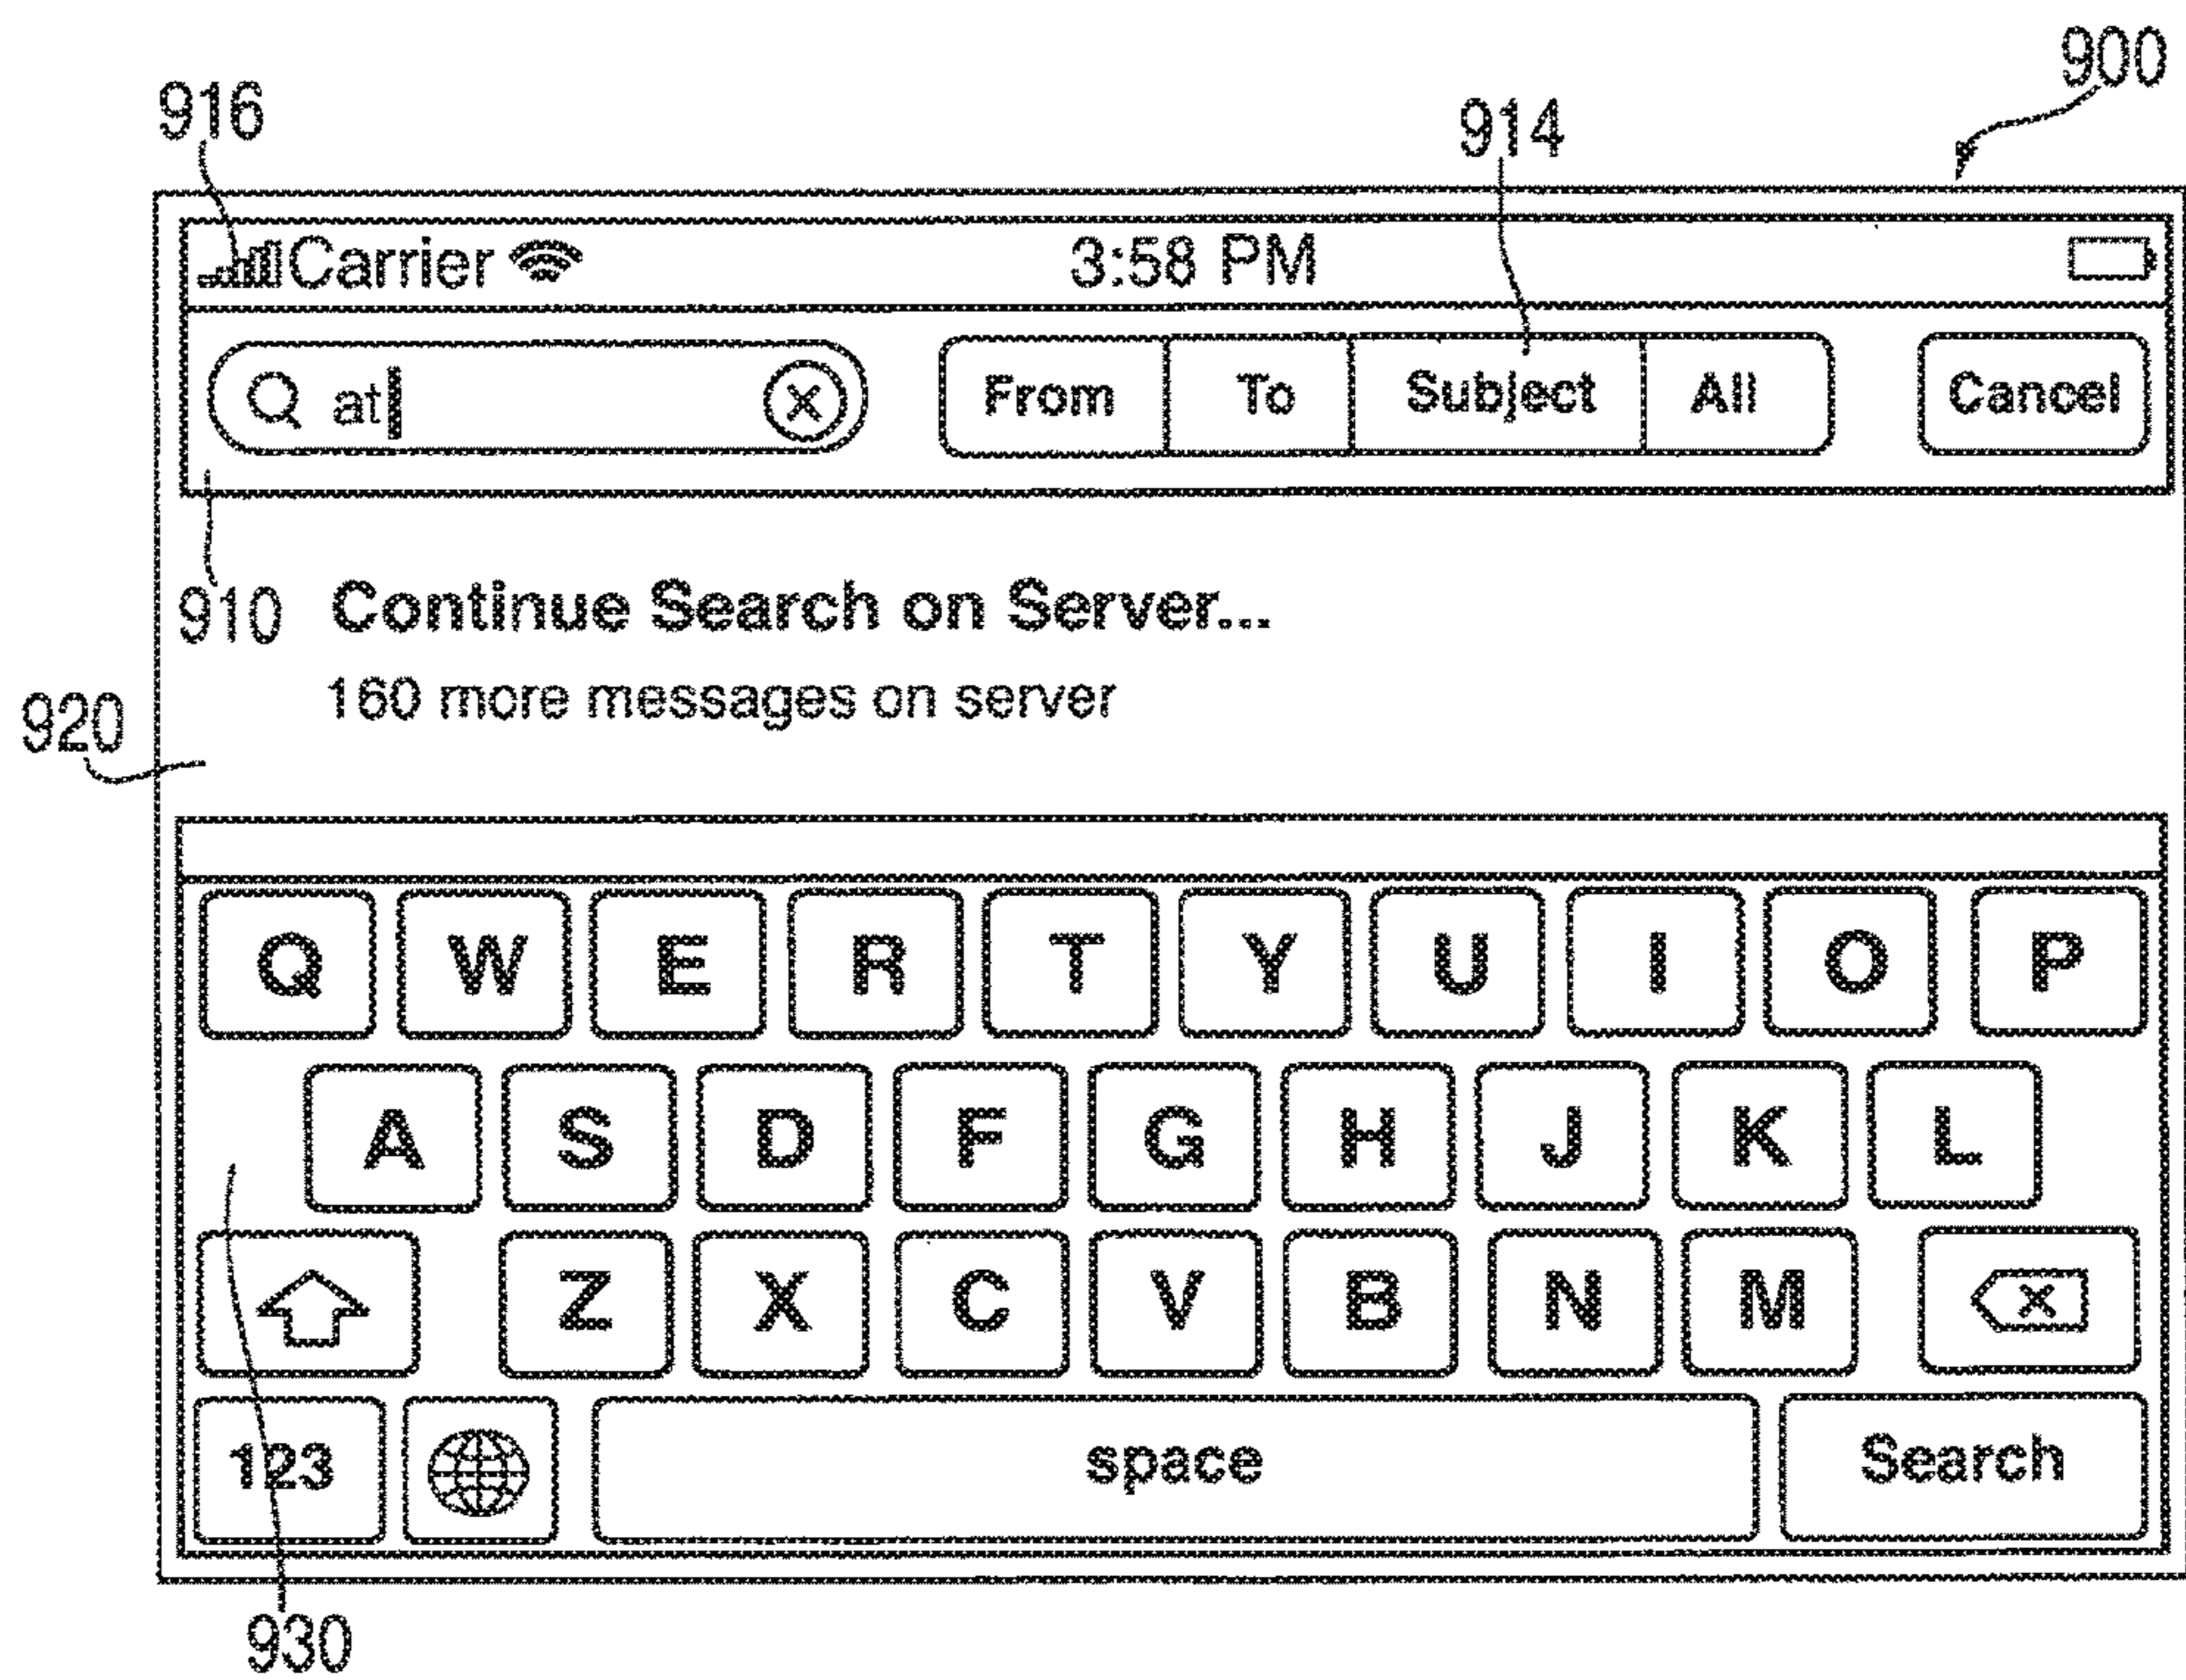 900
916
914
Carrier 3:58 PM
at From To Subject All Cancel
910 Continue Search on Server...
160 more messages on server
920
Q W E R T Y U I O P
A S D F G H J K L
Z X C V B N M
123 space Search
930